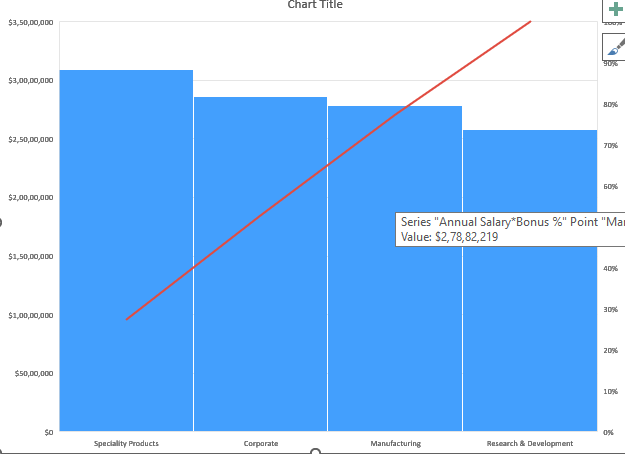 Chart Title
$3,50,00,000
$3,00,00,000
$2,50,00,000
$2,00,00,000
$1,50,00,000
$1,00,00,000
$50,00,000
$0
100%
90%
80%
70%
60%
40%
30%
20%
10%
0%
Series "Annual Salary*Bonus %" Point "Ma
Value: $2,78,82,219
Speciality Products
Corporate
Manufacturing
Research & Development